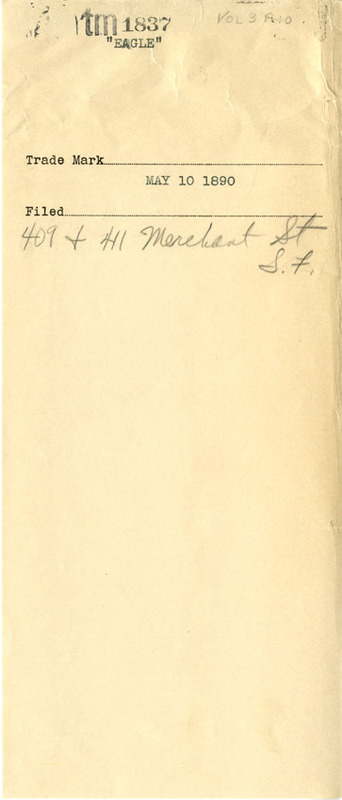 tm 1837
VOL 3 P.10
"EAGLE"
Trade Mark
MAY 10 1890
Filed
409 + 411 Merchant St
S.F.